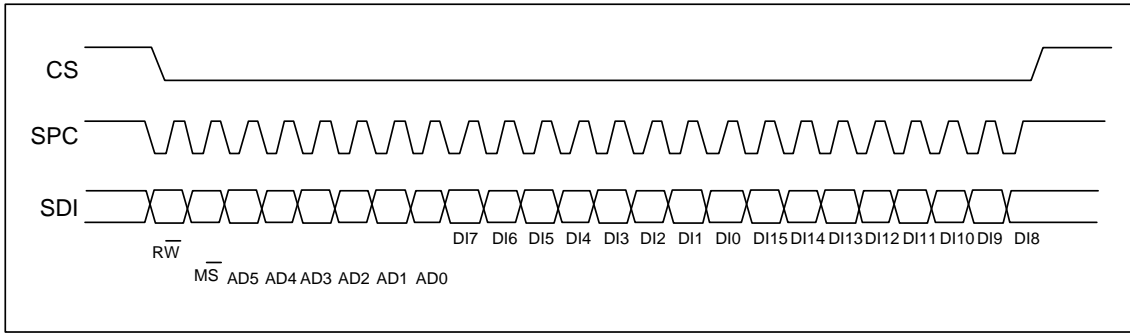 CS
SPC
SDI
DI7 DI6 DI5 DI4 DI3 DI2 DI1 DI0 DI15 DI14 DI13 DI12 DI11 DI10 DI9 DI8
RW̅
MS̅ AD5 AD4 AD3 AD2 AD1 AD0